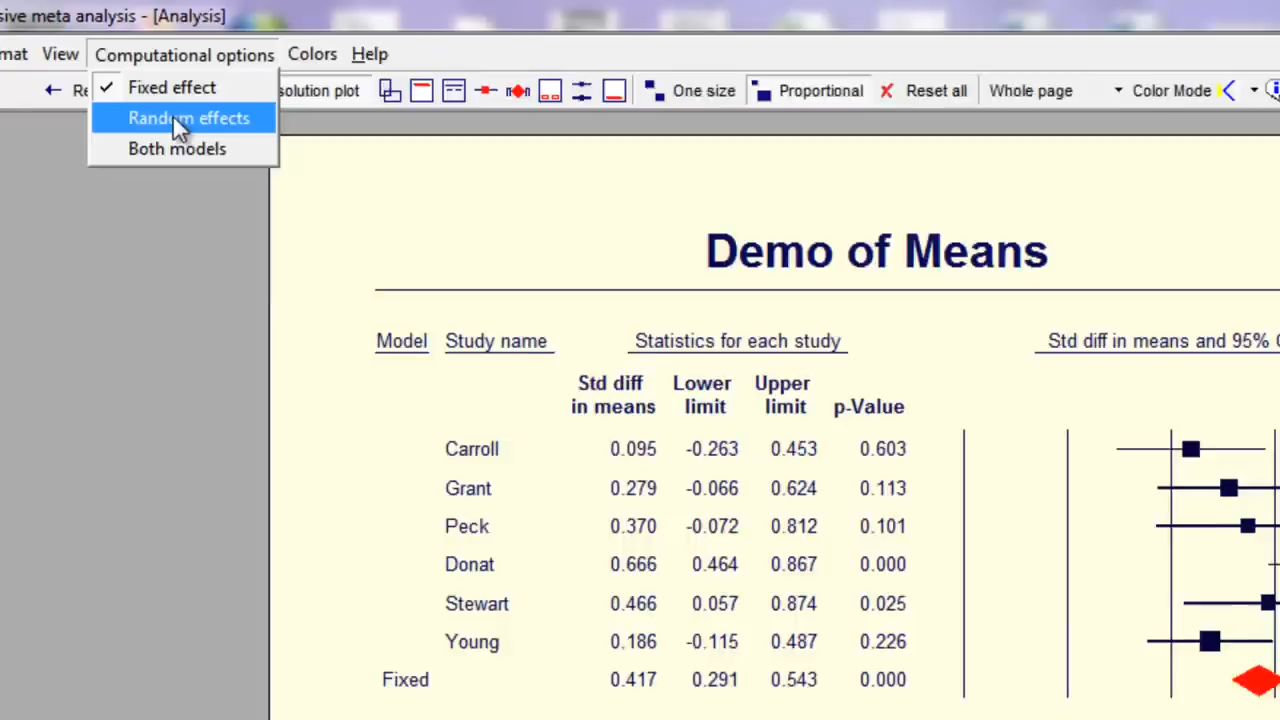 sive meta analysis - [Analysis]
mat View Computational options Colors Help
Re solution plot One size Proportional Reset all Whole page Color Mode
Fixed effect
Random effects
Both models
Demo of Means
Model Study name Statistics for each study Std diff in means and 95% C
Std diff in means Lower limit Upper limit p-Value
Carroll 0.095 -0.263 0.453 0.603
Grant 0.279 -0.066 0.624 0.113
Peck 0.370 -0.072 0.812 0.101
Donat 0.666 0.464 0.867 0.000
Stewart 0.466 0.057 0.874 0.025
Young 0.186 -0.115 0.487 0.226
Fixed 0.417 0.291 0.543 0.000